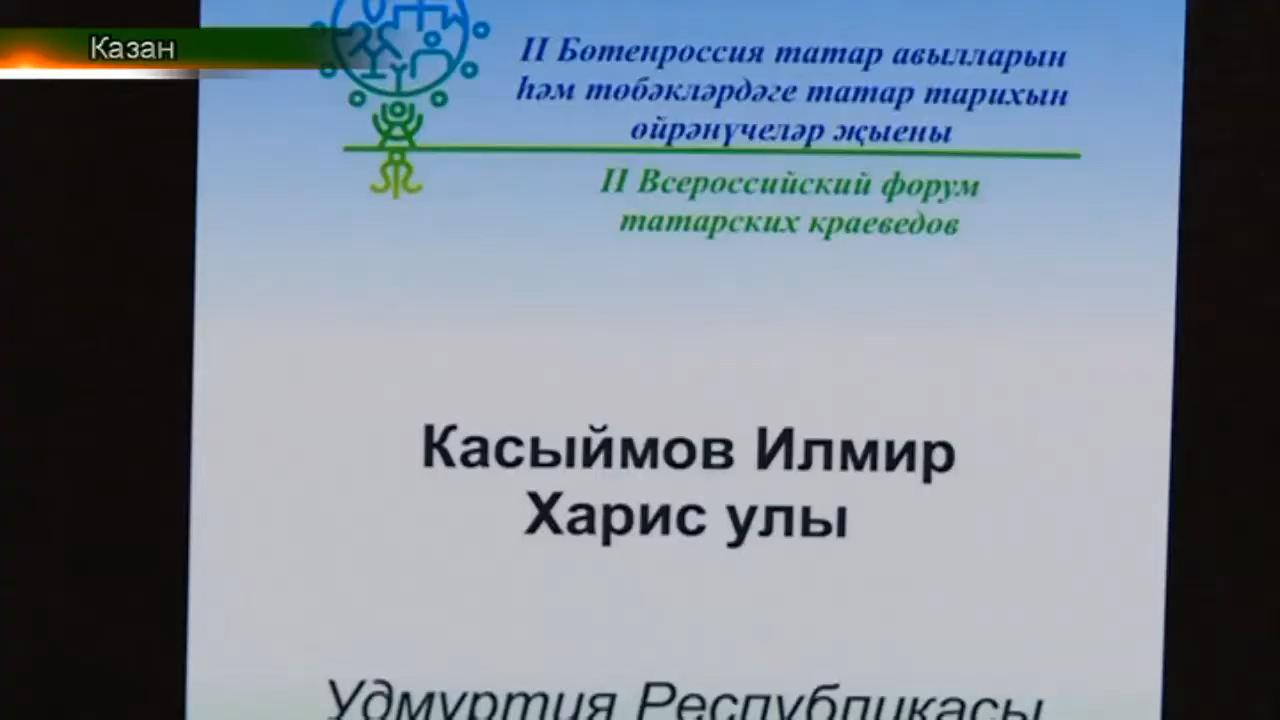 Казан
II Бөтенроссия татар авылларын
һәм төбәкләрдәге татар тарихын
өйрәнүчеләр җыены
II Всероссийский форум
татарских краеведов
Касыймов Илмир
Харис улы
Удмуртия Республикасы